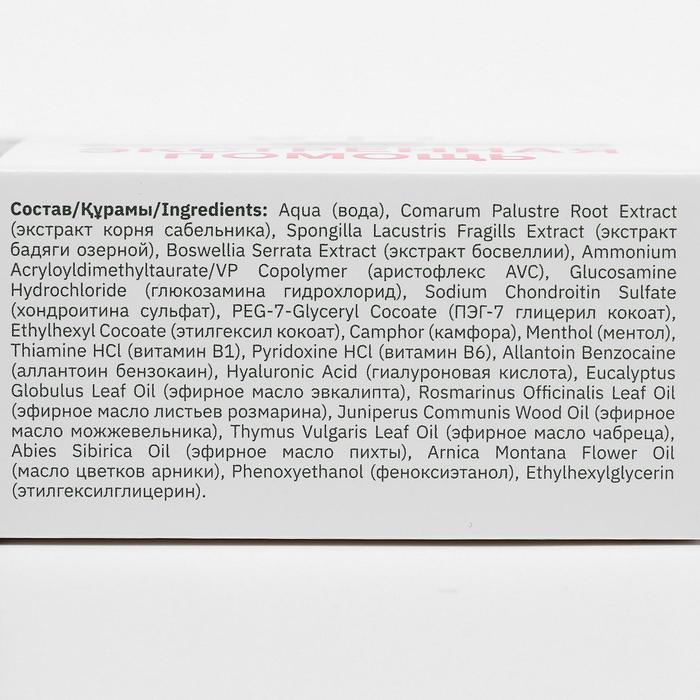 ЭКСТРЕННАЯ
ПОМОЩЬ
Состав/Құрамы/Ingredients: Aqua (вода), Comarum Palustre Root Extract
(экстракт корня сабельника), Spongilla Lacustris Fragills Extract (экстракт
бадяги озерной), Boswellia Serrata Extract (экстракт босвеллии), Ammonium
Acryloyldimethyltaurate/VP Copolymer (аристофлекс AVC), Glucosamine
Hydrochloride (глюкозамина гидрохлорид), Sodium Chondroitin Sulfate
(хондроитина сульфат), PEG-7-Glyceryl Cocoate (ПЭГ-7 глицерил кокоат),
Ethylhexyl Cocoate (этилгексил кокоат), Camphor (камфора), Menthol (ментол),
Thiamine HCl (витамин B1), Pyridoxine HCl (витамин B6), Allantoin Benzocaine
(аллантоин бензокаин), Hyaluronic Acid (гиалуроновая кислота), Eucalyptus
Globulus Leaf Oil (эфирное масло эвкалипта), Rosmarinus Officinalis Leaf Oil
(эфирное масло листьев розмарина), Juniperus Communis Wood Oil (эфирное
масло можжевельника), Thymus Vulgaris Leaf Oil (эфирное масло чабреца),
Abies Sibirica Oil (эфирное масло пихты), Arnica Montana Flower Oil
(масло цветков арники), Phenoxyethanol (феноксиэтанол), Ethylhexylglycerin
(этилгексилглицерин).